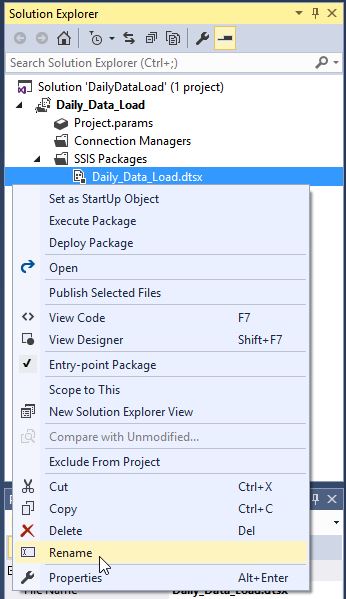 Solution Explorer
Search Solution Explorer (Ctrl+;)
Solution 'DailyDataLoad' (1 project)
Daily_Data_Load
Project.params
Connection Managers
SSIS Packages
Daily_Data_Load.dtsx
Set as StartUp Object
Execute Package
Deploy Package
Open
Publish Selected Files
View Code F7
View Designer Shift+F7
Entry-point Package
Scope to This
New Solution Explorer View
Compare with Unmodified...
Exclude From Project
Cut Ctrl+X
Copy Ctrl+C
Delete Del
Rename
Properties Alt+Enter
File Name Daily_Data_Load.dtsx